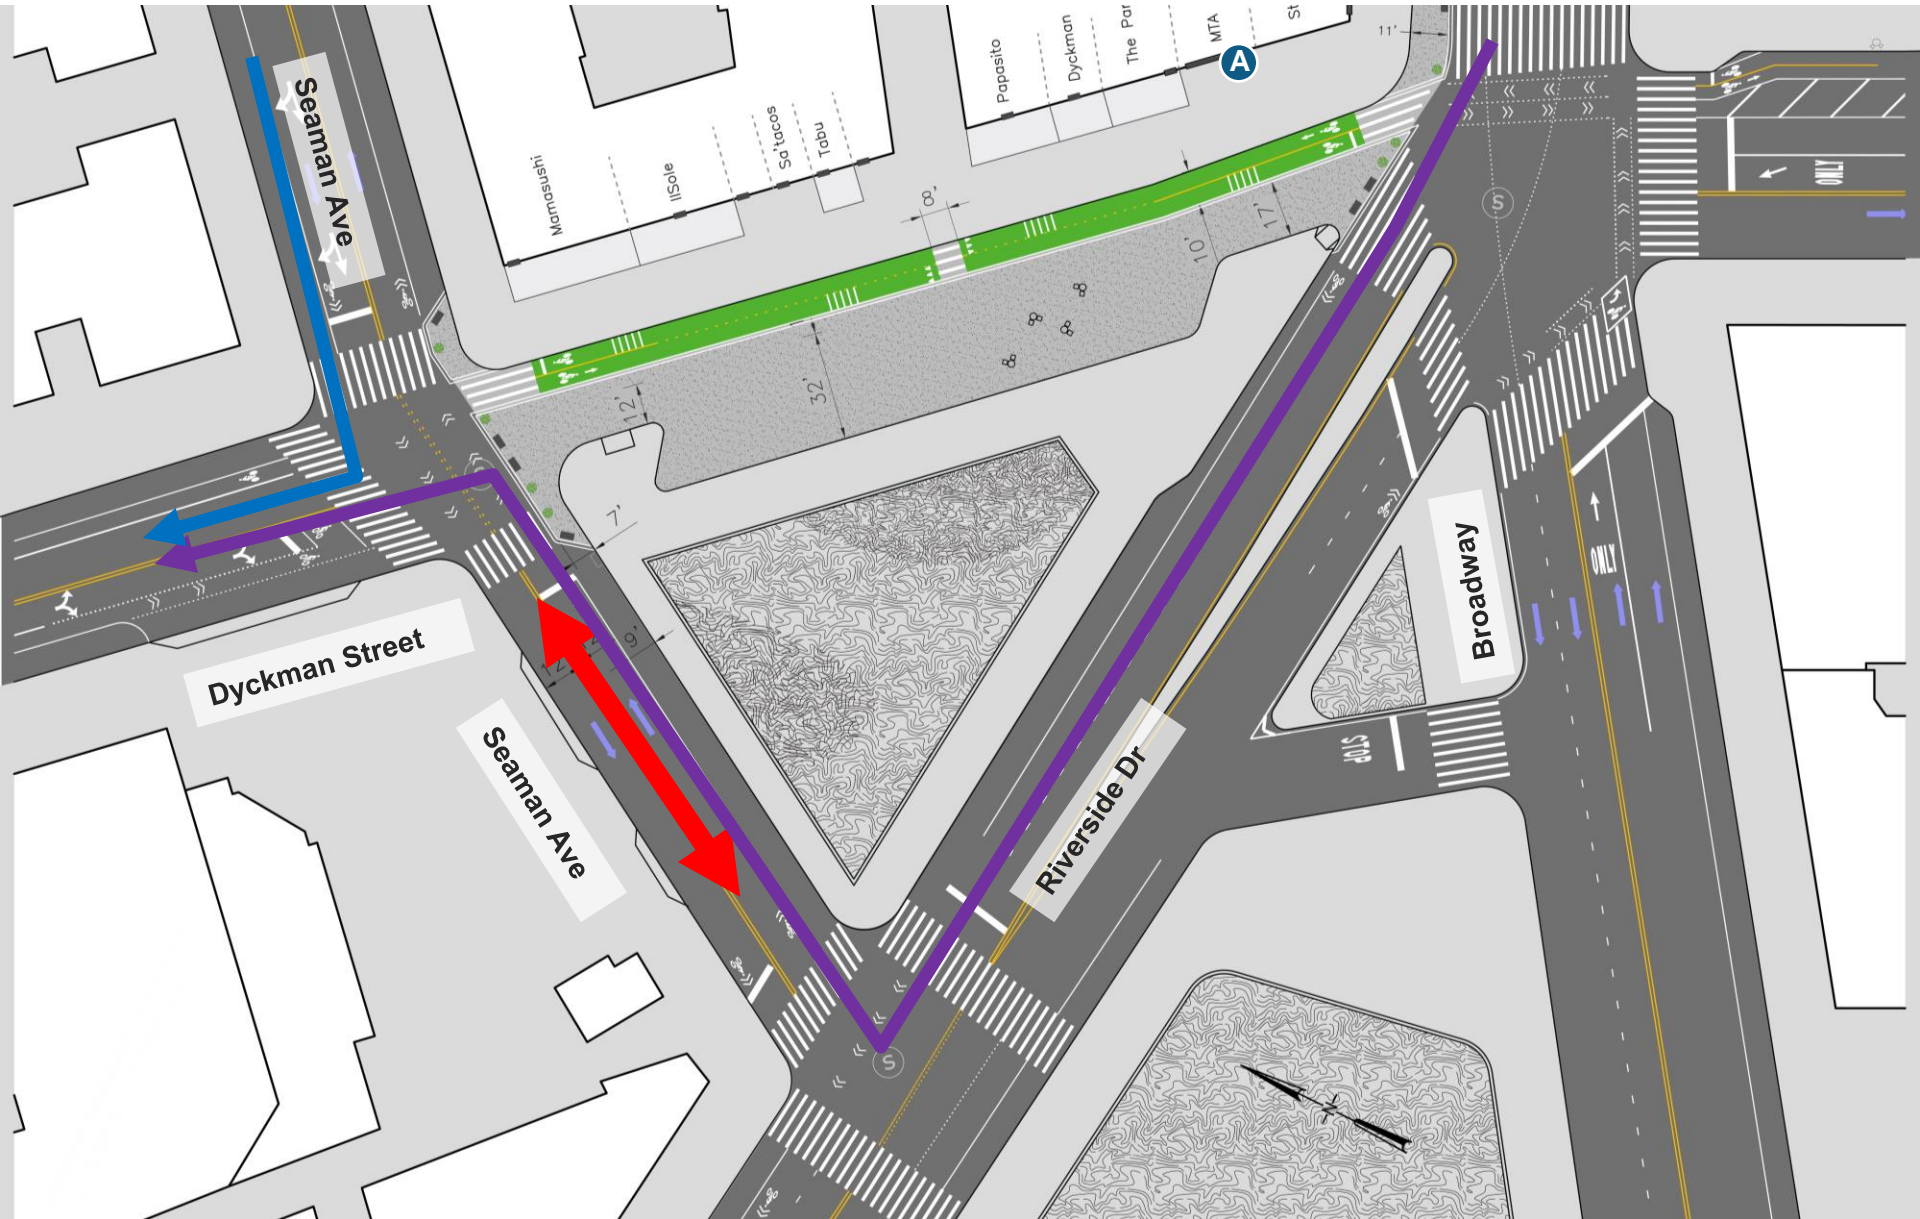 Seaman Ave
Mamasushi
IlSole
Sa'tacos
Tabu
Papasito
Dyckman
The Par
MTA
St
A
11'
8'
10'
17'
32'
12'
7'
9'
S
S
S
ONLY
ONLY
STOP
Dyckman Street
Seaman Ave
Riverside Dr
Broadway
N